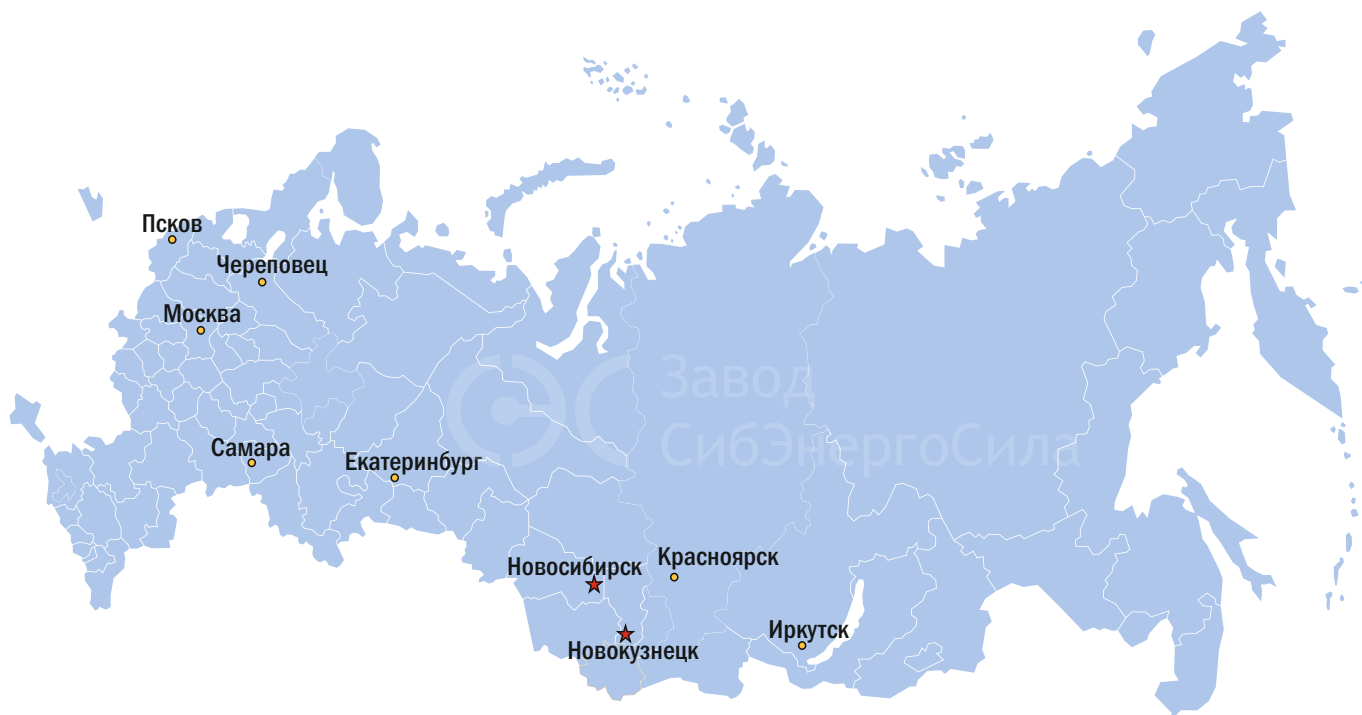 Псков
Череповец
Москва
Завод
СибЭнергоСила
Самара
Екатеринбург
Новосибирск
Красноярск
Иркутск
Новокузнецк